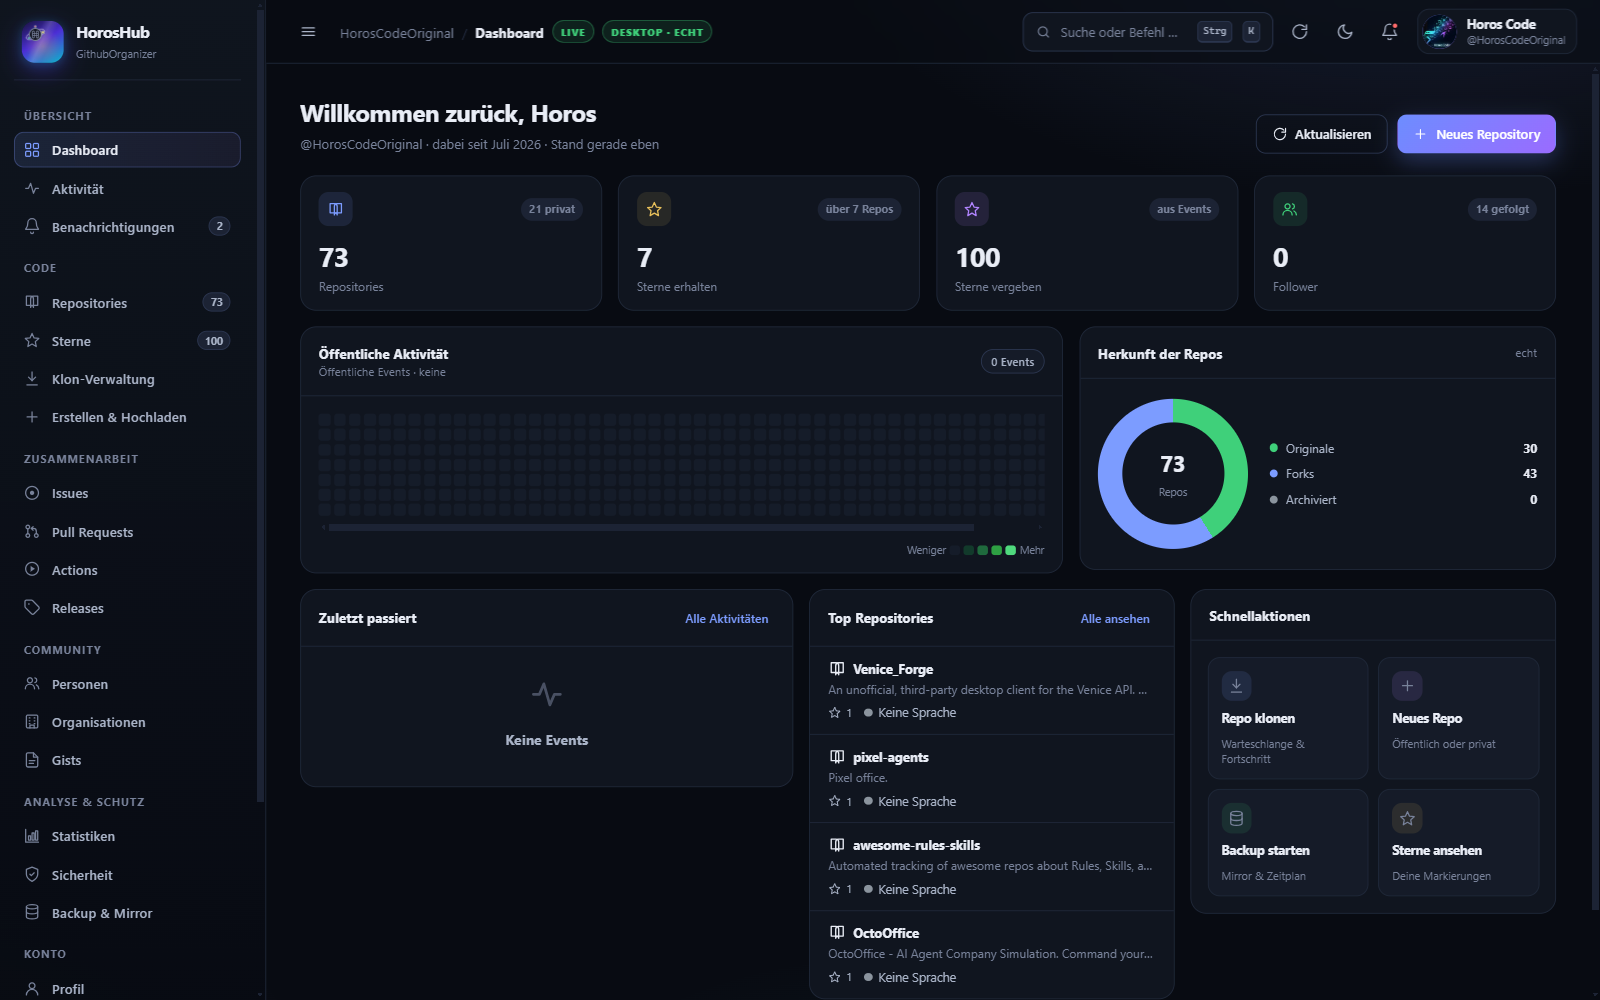 HorosHub
GithubOrganizer
ÜBERSICHT
Dashboard
Aktivität
Benachrichtigungen 2
CODE
Repositories 73
Sterne 100
Klon-Verwaltung
Erstellen & Hochladen
ZUSAMMENARBEIT
Issues
Pull Requests
Actions
Releases
COMMUNITY
Personen
Organisationen
Gists
ANALYSE & SCHUTZ
Statistiken
Sicherheit
Backup & Mirror
KONTO
Profil
HorosCodeOriginal / Dashboard LIVE DESKTOP · ECHT
Suche oder Befehl ... Strg K
Horos Code
@HorosCodeOriginal
Willkommen zurück, Horos
@HorosCodeOriginal · dabei seit Juli 2026 · Stand gerade eben
Aktualisieren
Neues Repository
21 privat
73
Repositories
über 7 Repos
7
Sterne erhalten
aus Events
100
Sterne vergeben
14 gefolgt
0
Follower
Öffentliche Aktivität
Öffentliche Events · keine
0 Events
Weniger Mehr
Herkunft der Repos echt
73
Repos
Originale 30
Forks 43
Archiviert 0
Zuletzt passiert Alle Aktivitäten
Keine Events
Top Repositories Alle ansehen
Venice_Forge
An unofficial, third-party desktop client for the Venice API. ...
1 Keine Sprache
pixel-agents
Pixel office.
1 Keine Sprache
awesome-rules-skills
Automated tracking of awesome repos about Rules, Skills, a...
1 Keine Sprache
OctoOffice
OctoOffice - AI Agent Company Simulation. Command your...
1 Keine Sprache
Schnellaktionen
Repo klonen
Warteschlange &
Fortschritt
Neues Repo
Öffentlich oder privat
Backup starten
Mirror & Zeitplan
Sterne ansehen
Deine Markierungen